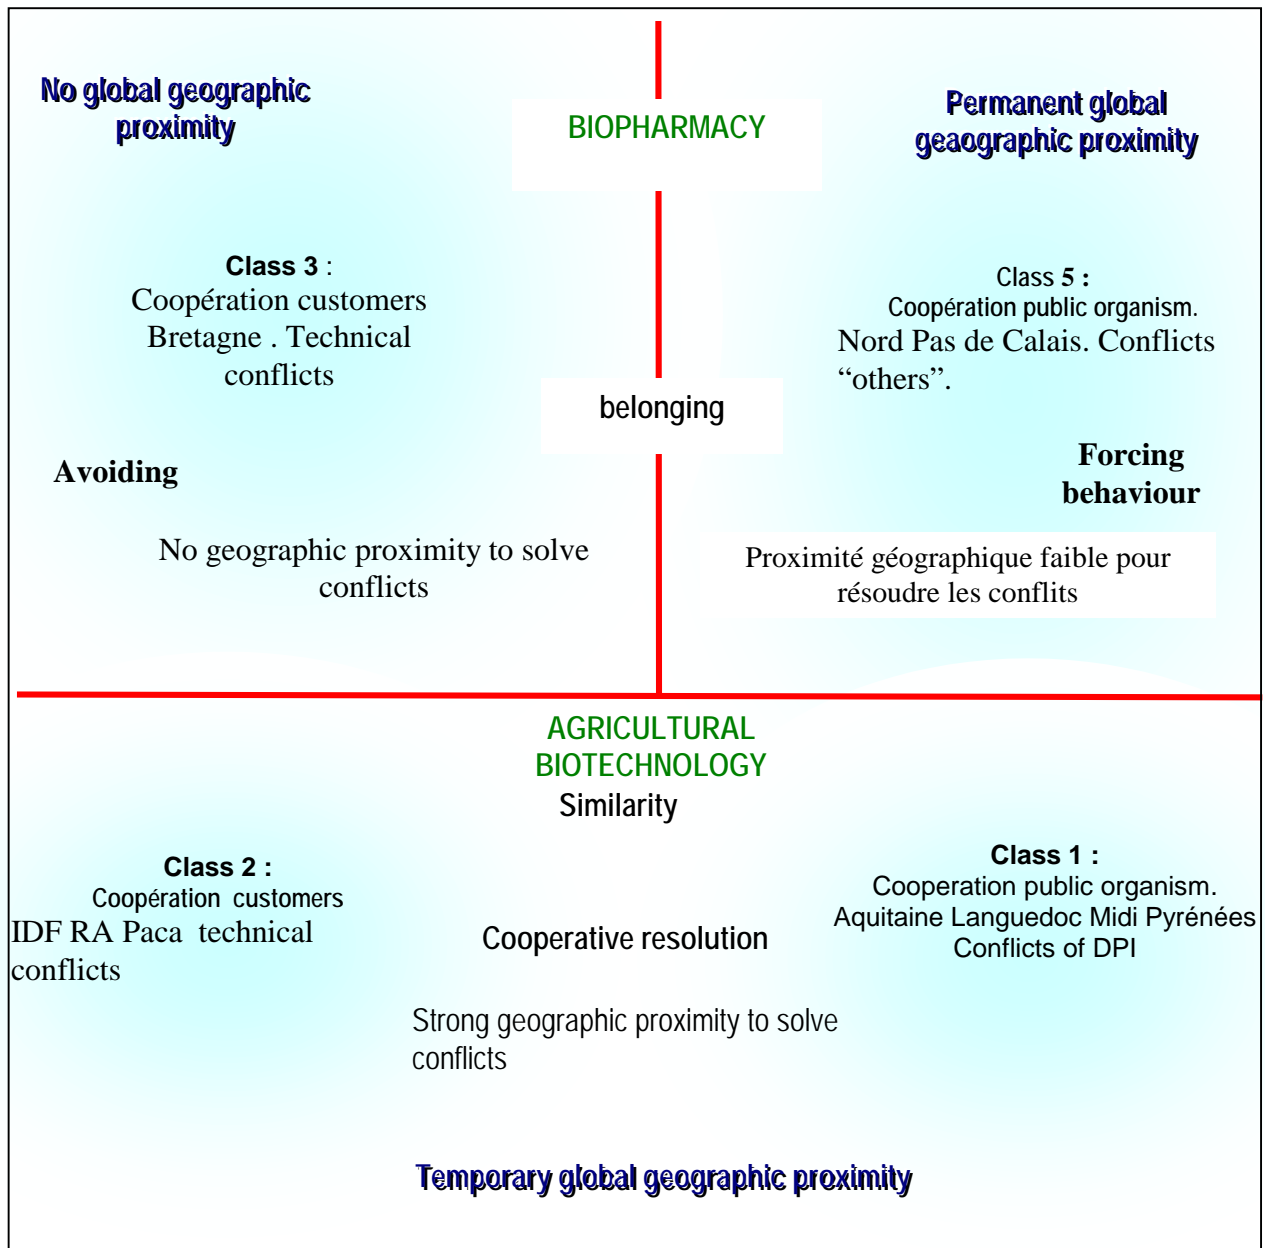 No global geographic
proximity
BIOPHARMACY
Permanent global
geaographic proximity
Class 3 :
Coopération customers
Bretagne . Technical
conflicts
Class 5 :
Coopération public organism.
Nord Pas de Calais. Conflicts
“others”.
belonging
Avoiding
Forcing
behaviour
No geographic proximity to solve
conflicts
Proximité géographique faible pour
résoudre les conflits
AGRICULTURAL
BIOTECHNOLOGY
Similarity
Class 2 :
Coopération customers
IDF RA Paca technical
conflicts
Class 1 :
Cooperation public organism.
Aquitaine Languedoc Midi Pyrénées
Conflicts of DPI
Cooperative resolution
Strong geographic proximity to solve
conflicts
Temporary global geographic proximity